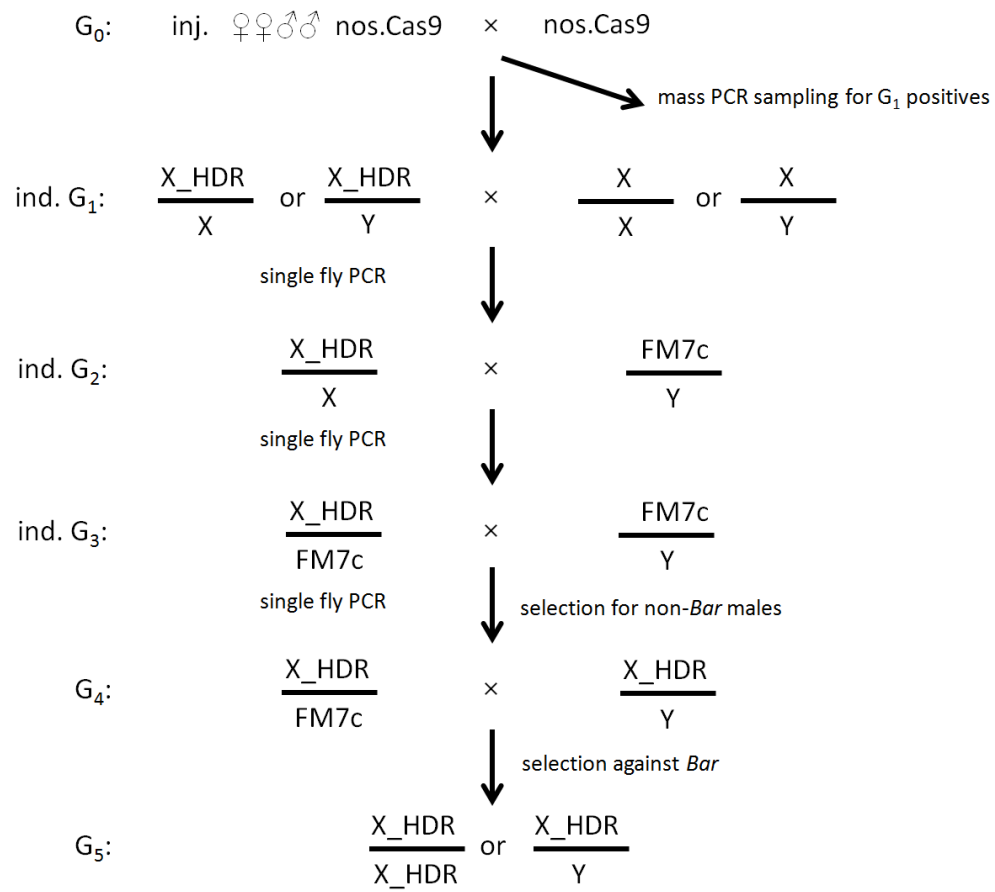 G₀: inj. ♀♀♂♂ nos.Cas9 × nos.Cas9
mass PCR sampling for G₁ positives
X_HDR X_HDR X X
ind. G₁: or × or
X Y X Y
single fly PCR
X_HDR FM7c
ind. G₂: ×
X Y
single fly PCR
X_HDR FM7c
ind. G₃: ×
FM7c Y
single fly PCR selection for non-Bar males
X_HDR X_HDR
G₄: ×
FM7c Y
selection against Bar
X_HDR X_HDR
G₅: or
X_HDR Y